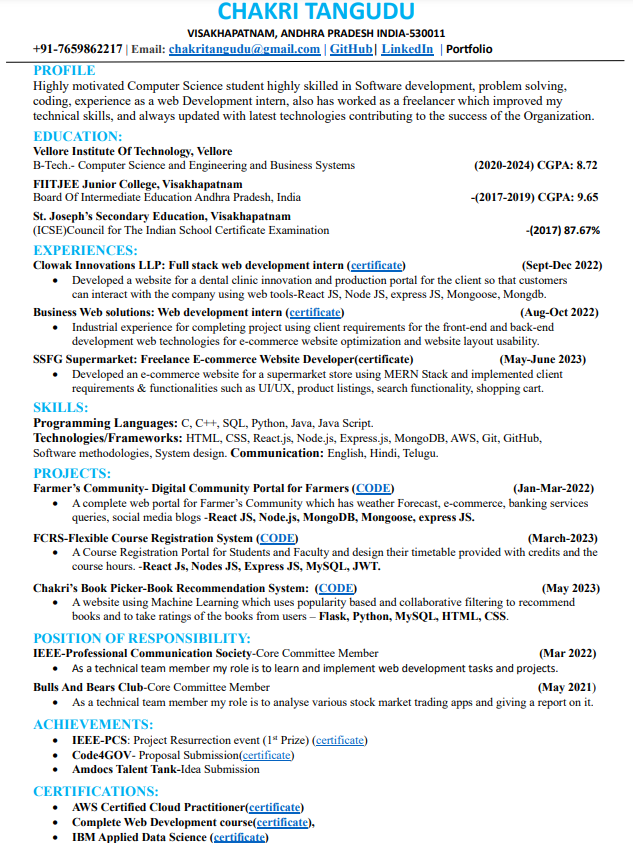 CHAKRI TANGUDU
VISAKHAPATNAM, ANDHRA PRADESH INDIA-530011
+91-7659862217 | Email: chakritangudu@gmail.com | GitHub| LinkedIn | Portfolio
PROFILE
Highly motivated Computer Science student highly skilled in Software development, problem solving,
coding, experience as a web Development intern, also has worked as a freelancer which improved my
technical skills, and always updated with latest technologies contributing to the success of the Organization.
EDUCATION:
Vellore Institute Of Technology, Vellore
B-Tech.- Computer Science and Engineering and Business Systems (2020-2024) CGPA: 8.72
FIITJEE Junior College, Visakhapatnam
Board Of Intermediate Education Andhra Pradesh, India -(2017-2019) CGPA: 9.65
St. Joseph's Secondary Education, Visakhapatnam
(ICSE)Council for The Indian School Certificate Examination -(2017) 87.67%
EXPERIENCES:
Clowak Innovations LLP: Full stack web development intern (certificate) (Sept-Dec 2022)
• Developed a website for a dental clinic innovation and production portal for the client so that customers
can interact with the company using web tools-React JS, Node JS, express JS, Mongoose, Mongdb.
Business Web solutions: Web development intern (certificate) (Aug-Oct 2022)
• Industrial experience for completing project using client requirements for the front-end and back-end
development web technologies for e-commerce website optimization and website layout usability.
SSFG Supermarket: Freelance E-commerce Website Developer(certificate) (May-June 2023)
• Developed an e-commerce website for a supermarket store using MERN Stack and implemented client
requirements & functionalities such as UI/UX, product listings, search functionality, shopping cart.
SKILLS:
Programming Languages: C, C++, SQL, Python, Java, Java Script.
Technologies/Frameworks: HTML, CSS, React.js, Node.js, Express.js, MongoDB, AWS, Git, GitHub,
Software methodologies, System design. Communication: English, Hindi, Telugu.
PROJECTS:
Farmer's Community- Digital Community Portal for Farmers (CODE) (Jan-Mar-2022)
• A complete web portal for Farmer's Community which has weather Forecast, e-commerce, banking services
queries, social media blogs -React JS, Node.js, MongoDB, Mongoose, express JS.
FCRS-Flexible Course Registration System (CODE) (March-2023)
• A Course Registration Portal for Students and Faculty and design their timetable provided with credits and the
course hours. -React Js, Nodes JS, Express JS, MySQL, JWT.
Chakri's Book Picker-Book Recommendation System: (CODE) (May 2023)
• A website using Machine Learning which uses popularity based and collaborative filtering to recommend
books and to take ratings of the books from users – Flask, Python, MySQL, HTML, CSS.
POSITION OF RESPONSIBILITY:
IEEE-Professional Communication Society-Core Committee Member (Mar 2022)
• As a technical team member my role is to learn and implement web development tasks and projects.
Bulls And Bears Club-Core Committee Member (May 2021)
• As a technical team member my role is to analyse various stock market trading apps and giving a report on it.
ACHIEVEMENTS:
• IEEE-PCS: Project Resurrection event (1st Prize) (certificate)
• Code4GOV- Proposal Submission(certificate)
• Amdocs Talent Tank-Idea Submission
CERTIFICATIONS:
• AWS Certified Cloud Practitioner(certificate)
• Complete Web Development course(certificate),
• IBM Applied Data Science (certificate)